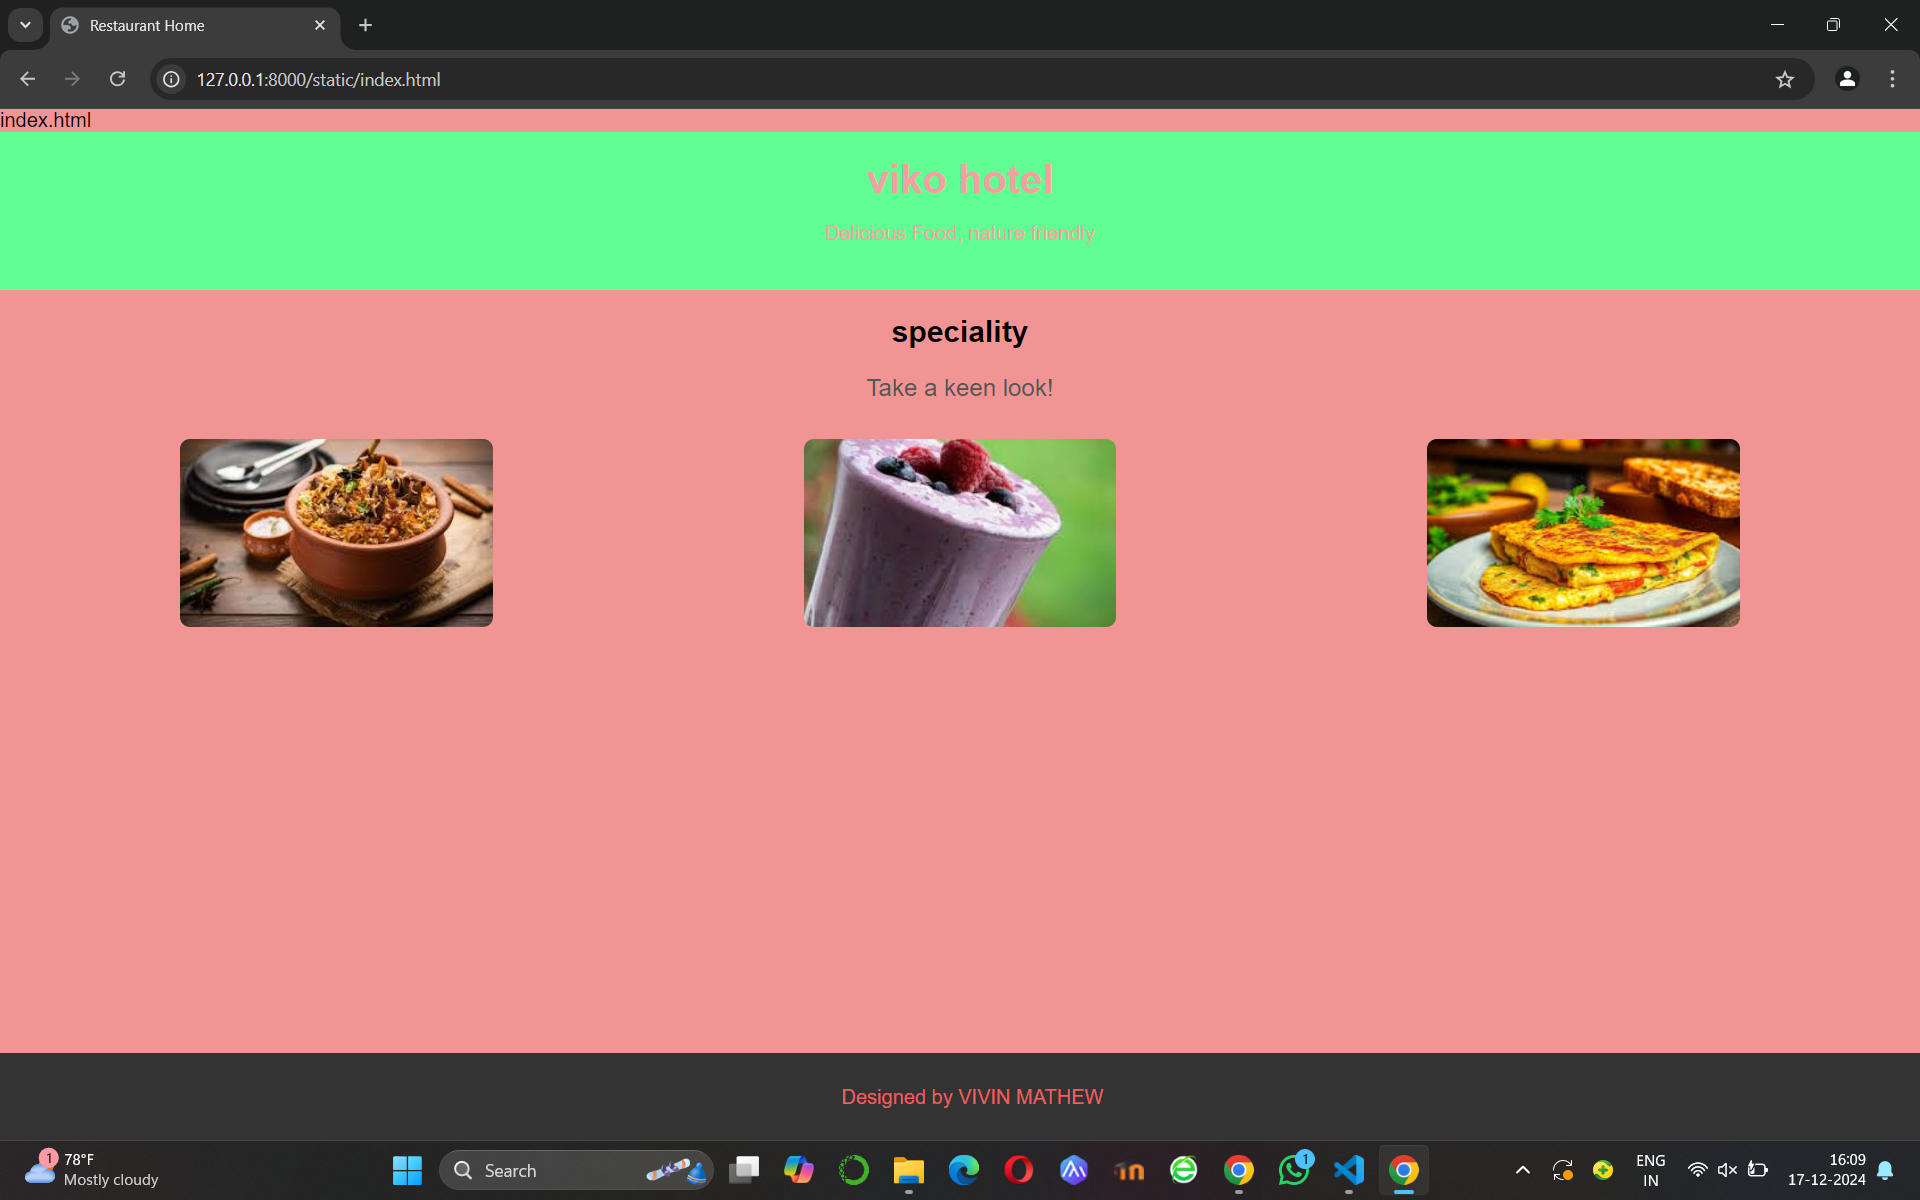 Restaurant Home
127.0.0.1:8000/static/index.html
index.html
viko hotel
Delicious Food, nature friendly
speciality
Take a keen look!
Designed by VIVIN MATHEW
1
78°F
Mostly cloudy
Search
1
ENG
IN
16:09
17-12-2024